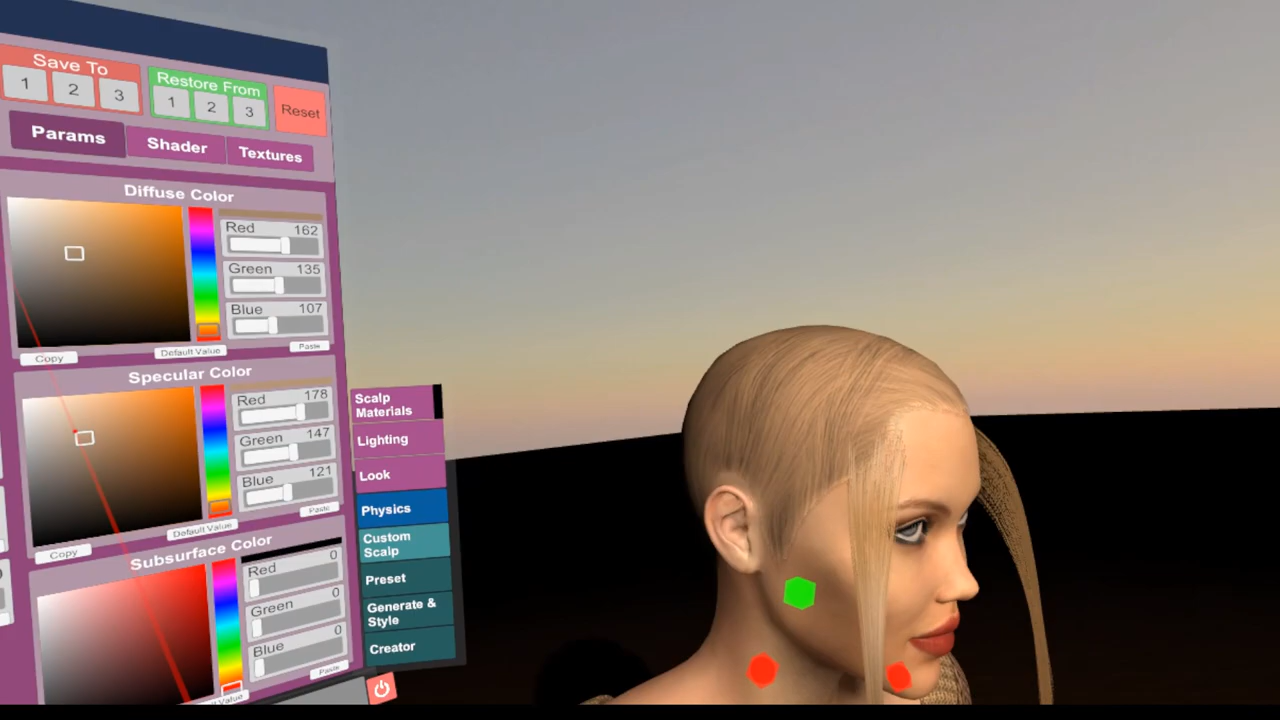 Save To
1 2 3
Restore From
1 2 3
Reset
Params
Shader
Textures
Diffuse Color
Red 162
Green 135
Blue 107
Copy
Default Value
Paste
Specular Color
Red 178
Green 147
Blue 121
Copy
Default Value
Paste
Subsurface Color
Red 0
Green 0
Blue 0
Paste
Scalp
Materials
Lighting
Look
Physics
Custom
Scalp
Preset
Generate &
Style
Creator